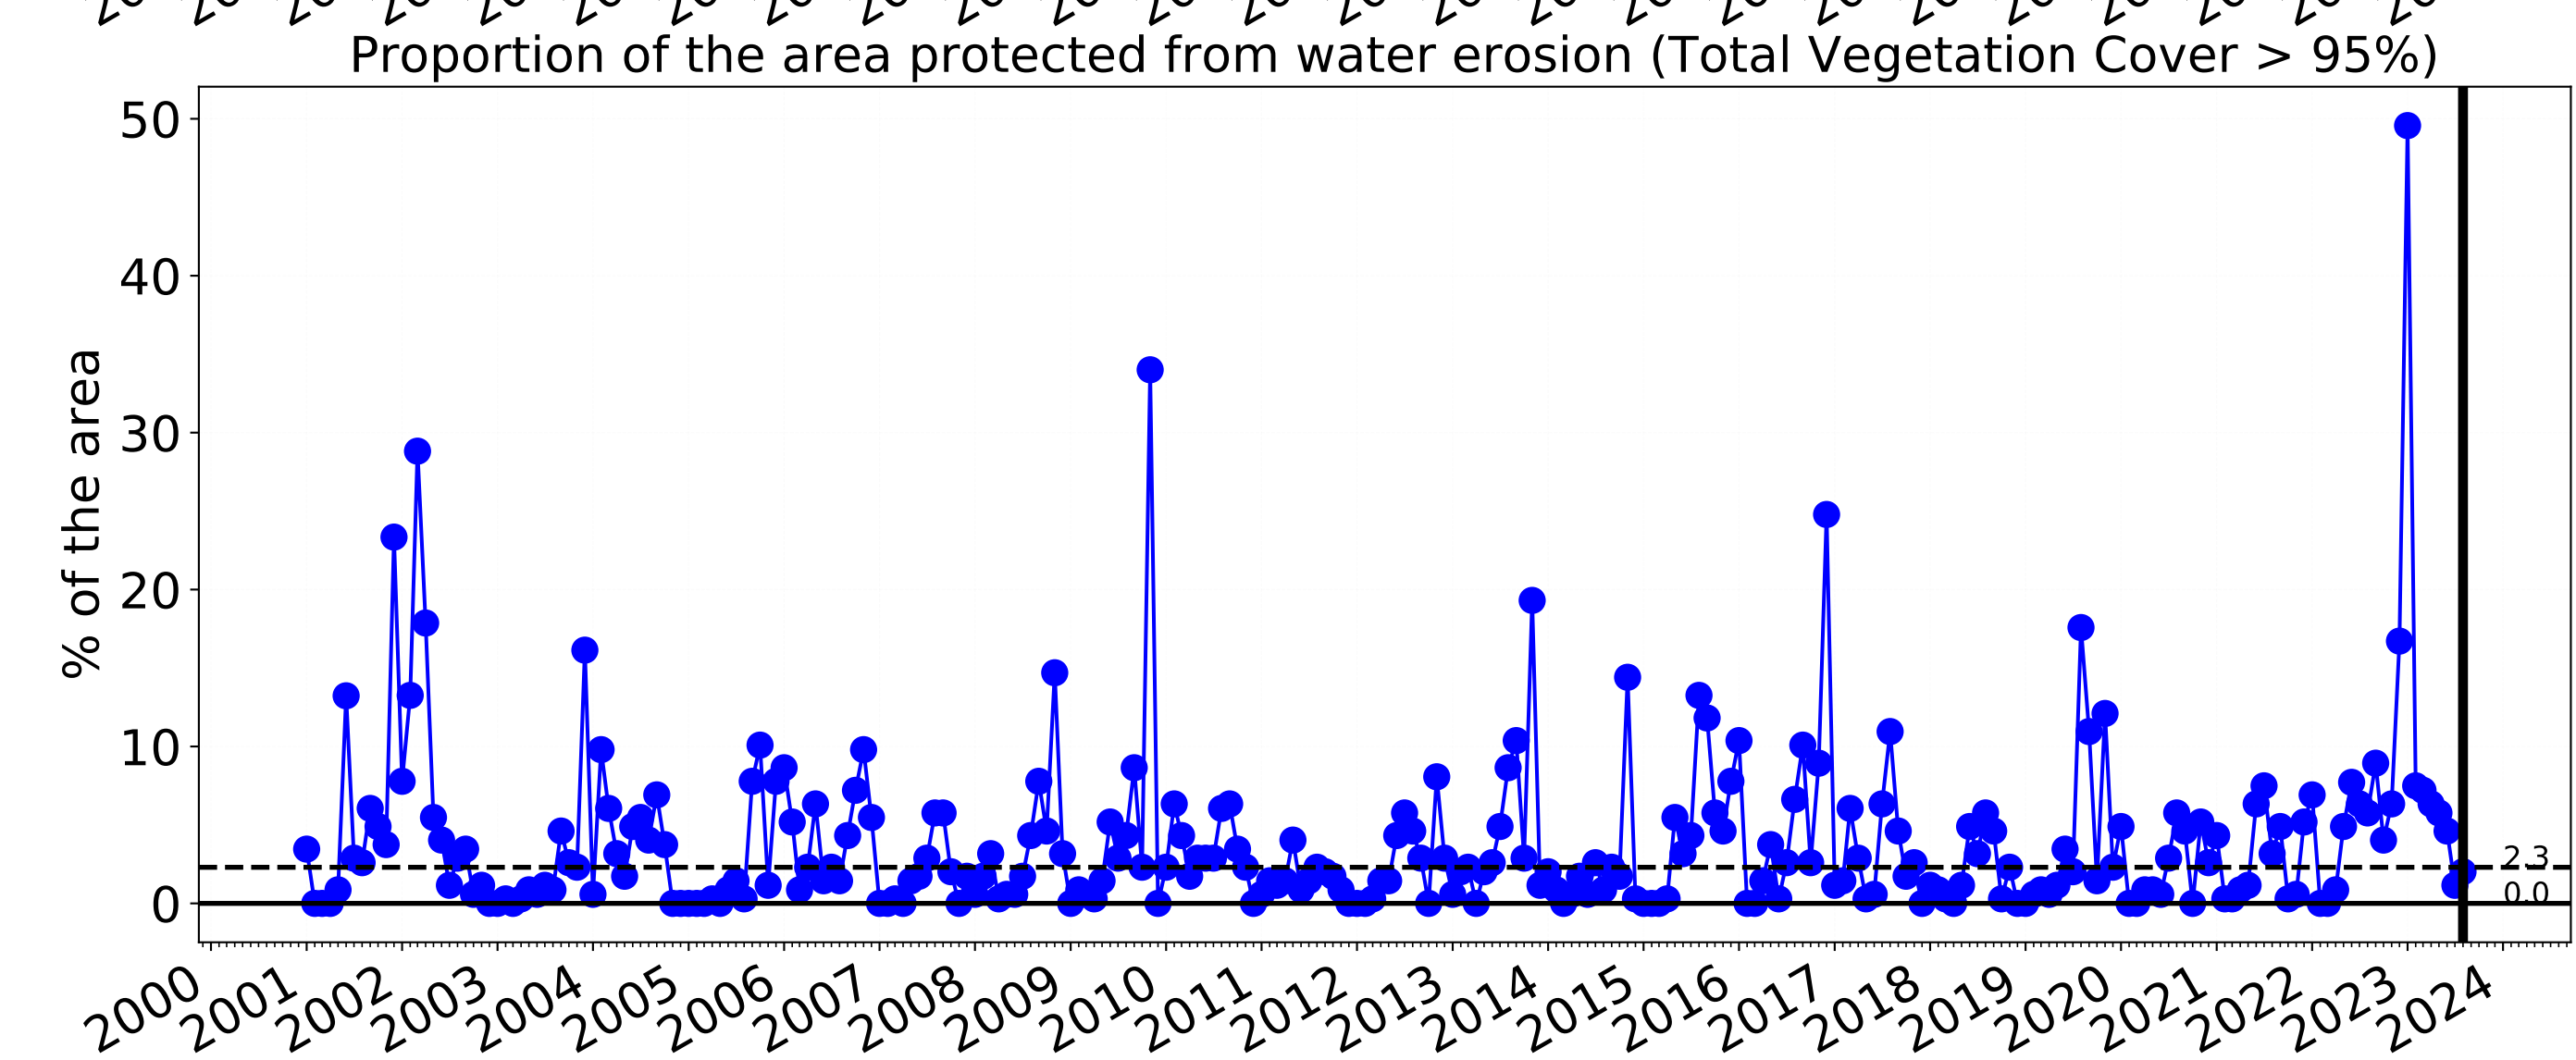 Proportion of the area protected from water erosion (Total Vegetation Cover > 95%)
% of the area
50
40
30
20
10
0
2.3
0.0
2000 2001 2002 2003 2004 2005 2006 2007 2008 2009 2010 2011 2012 2013 2014 2015 2016 2017 2018 2019 2020 2021 2022 2023 2024